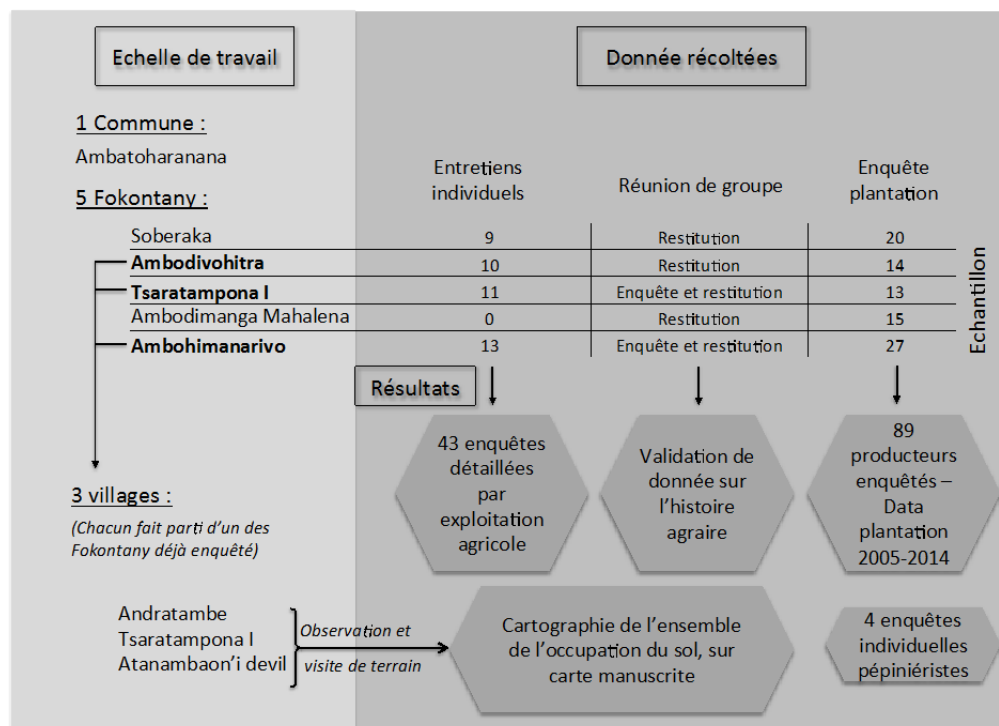 Echelle de travail
Donnée récoltées
1 Commune :
Ambatoharanana
5 Fokontany :
Entretiens
individuels
Réunion de groupe
Enquête
plantation
Soberaka 9 Restitution 20
Ambodivohitra 10 Restitution 14
Tsaratampona I 11 Enquête et restitution 13
Ambodimanga Mahalena 0 Restitution 15
Ambohimanarivo 13 Enquête et restitution 27
Echantillon
Résultats
43 enquêtes
détaillées
par
exploitation
agricole
Validation de
donnée sur
l'histoire
agraire
89
producteurs
enquêtés –
Data
plantation
2005-2014
3 villages :
(Chacun fait parti d'un des
Fokontany déjà enquêté)
Andratambe
Tsaratampona I
Atanambaon'i devil
Observation et
visite de terrain
Cartographie de l'ensemble
de l'occupation du sol, sur
carte manuscrite
4 enquêtes
individuelles
pépiniéristes